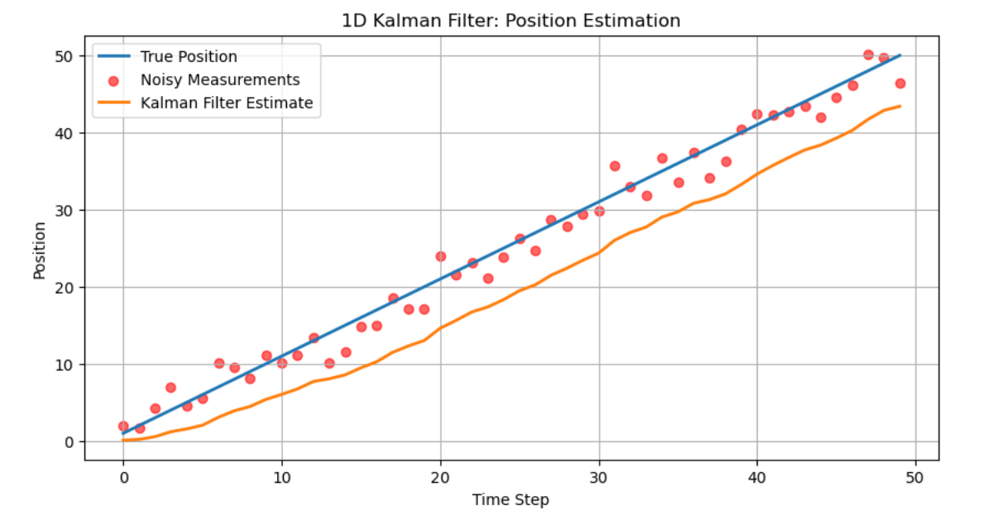 1D Kalman Filter: Position Estimation
True Position
Noisy Measurements
Kalman Filter Estimate
Position
50
40
30
20
10
0
0 10 20 30 40 50
Time Step